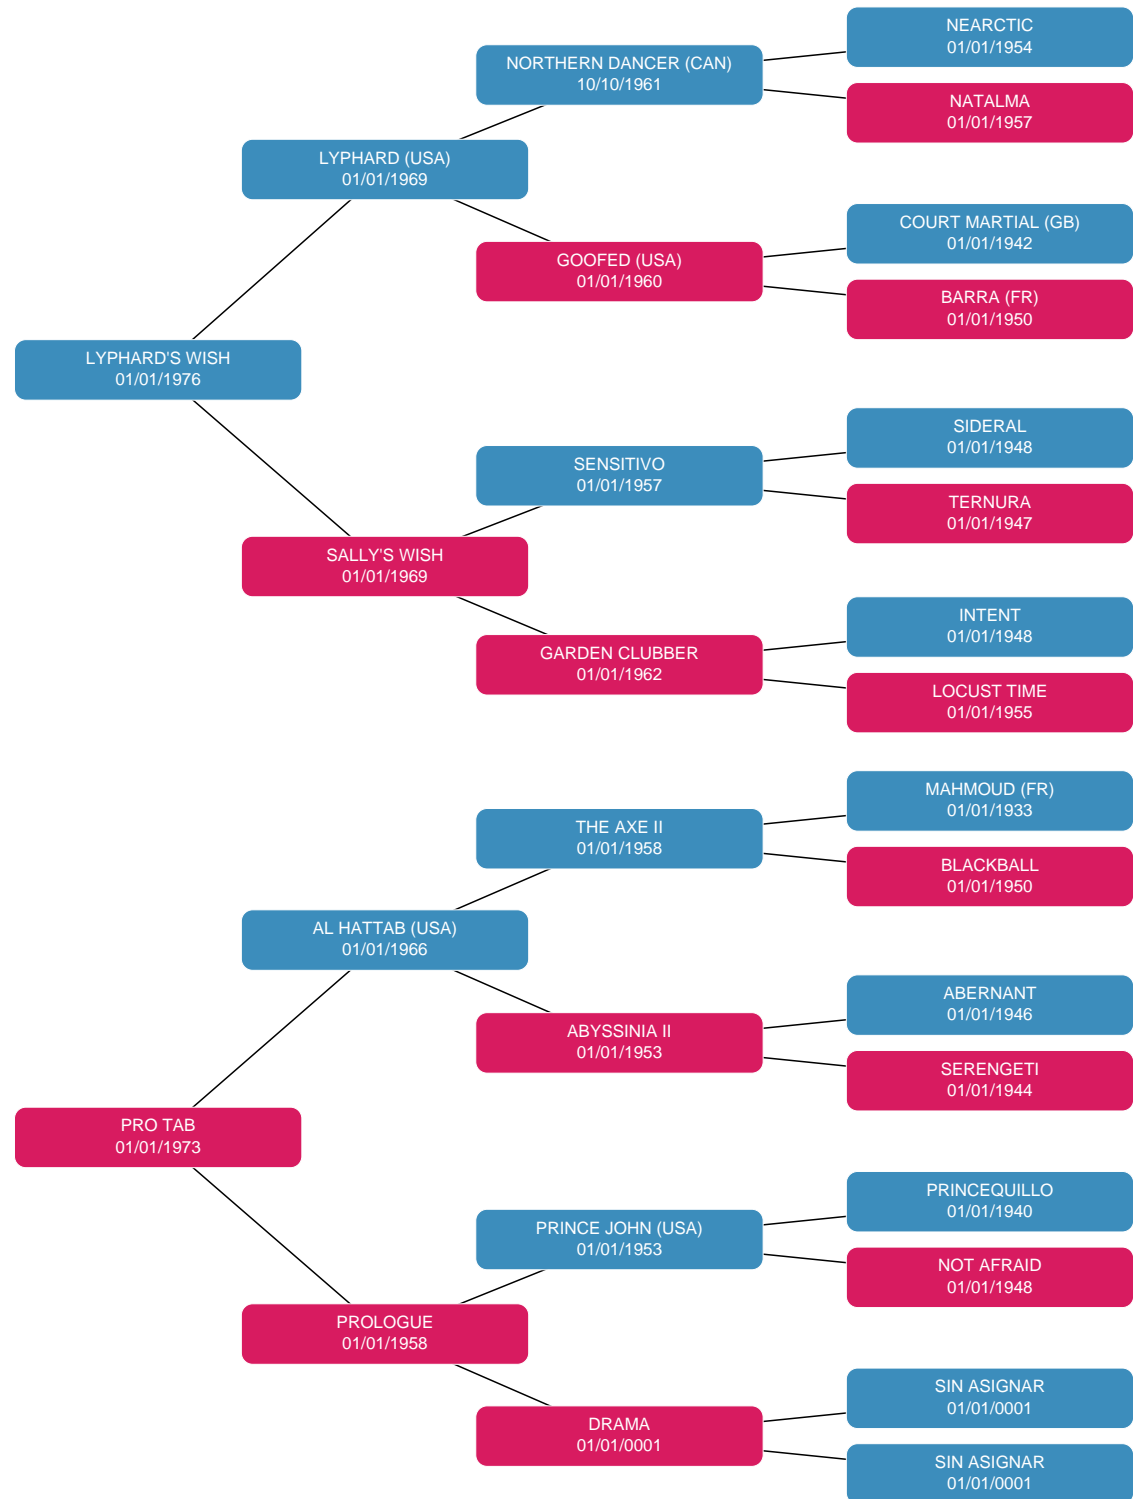 NEARCTIC
01/01/1954
NORTHERN DANCER (CAN)
10/10/1961
NATALMA
01/01/1957
LYPHARD (USA)
01/01/1969
COURT MARTIAL (GB)
01/01/1942
GOOFED (USA)
01/01/1960
BARRA (FR)
01/01/1950
LYPHARD'S WISH
01/01/1976
SIDERAL
01/01/1948
SENSITIVO
01/01/1957
TERNURA
01/01/1947
SALLY'S WISH
01/01/1969
INTENT
01/01/1948
GARDEN CLUBBER
01/01/1962
LOCUST TIME
01/01/1955
MAHMOUD (FR)
01/01/1933
THE AXE II
01/01/1958
BLACKBALL
01/01/1950
AL HATTAB (USA)
01/01/1966
ABERNANT
01/01/1946
ABYSSINIA II
01/01/1953
SERENGETI
01/01/1944
PRO TAB
01/01/1973
PRINCEQUILLO
01/01/1940
PRINCE JOHN (USA)
01/01/1953
NOT AFRAID
01/01/1948
PROLOGUE
01/01/1958
SIN ASIGNAR
01/01/0001
DRAMA
01/01/0001
SIN ASIGNAR
01/01/0001